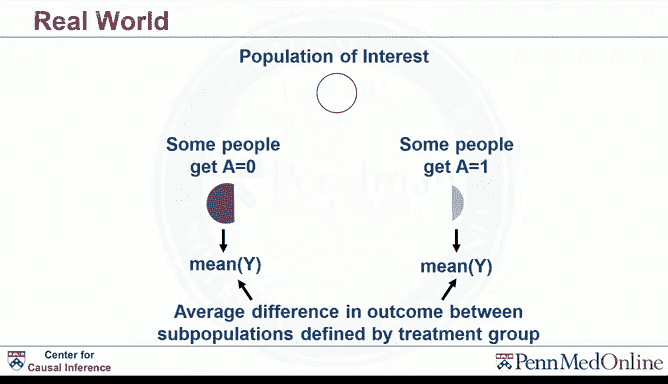 Real World
Population of Interest
Some people
get A=0
Some people
get A=1
mean(Y)
mean(Y)
Average difference in outcome between
subpopulations defined by treatment group
Center for
Causal Inference
PennMedOnline